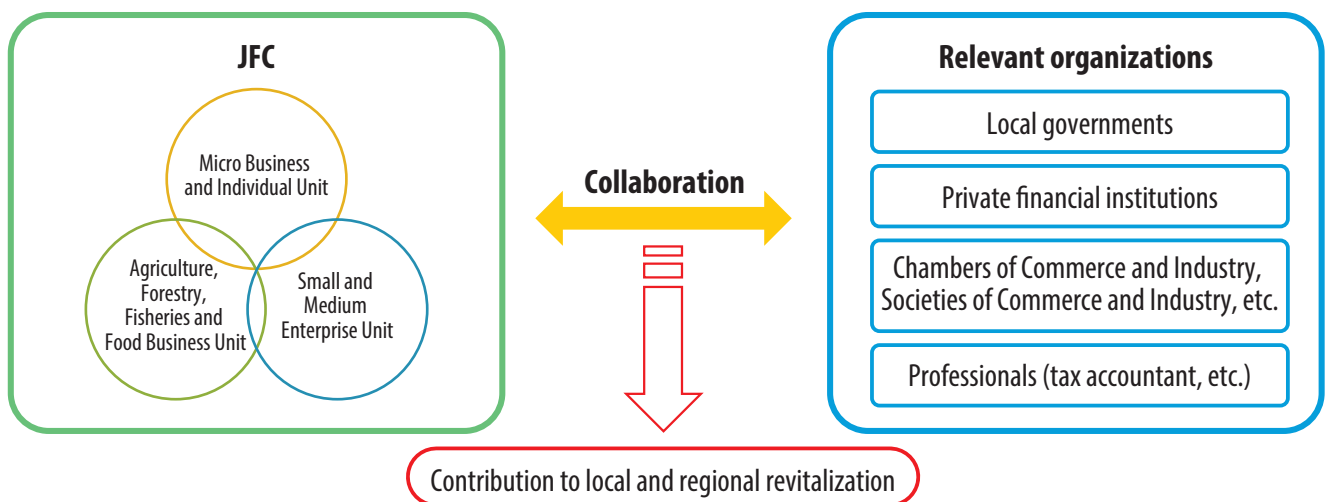 JFC
Micro Business
and Individual Unit
Agriculture,
Forestry,
Fisheries and
Food Business Unit
Small and
Medium
Enterprise Unit
Collaboration
Relevant organizations
Local governments
Private financial institutions
Chambers of Commerce and Industry,
Societies of Commerce and Industry, etc.
Professionals (tax accountant, etc.)
Contribution to local and regional revitalization